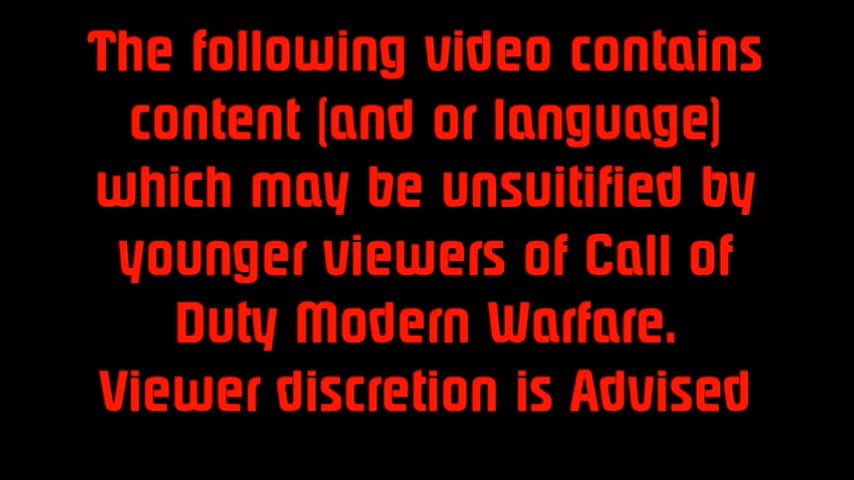 The following video contains
content (and or language)
which may be unsuitified by
younger viewers of Call of
Duty Modern Warfare.
Viewer discretion is Advised